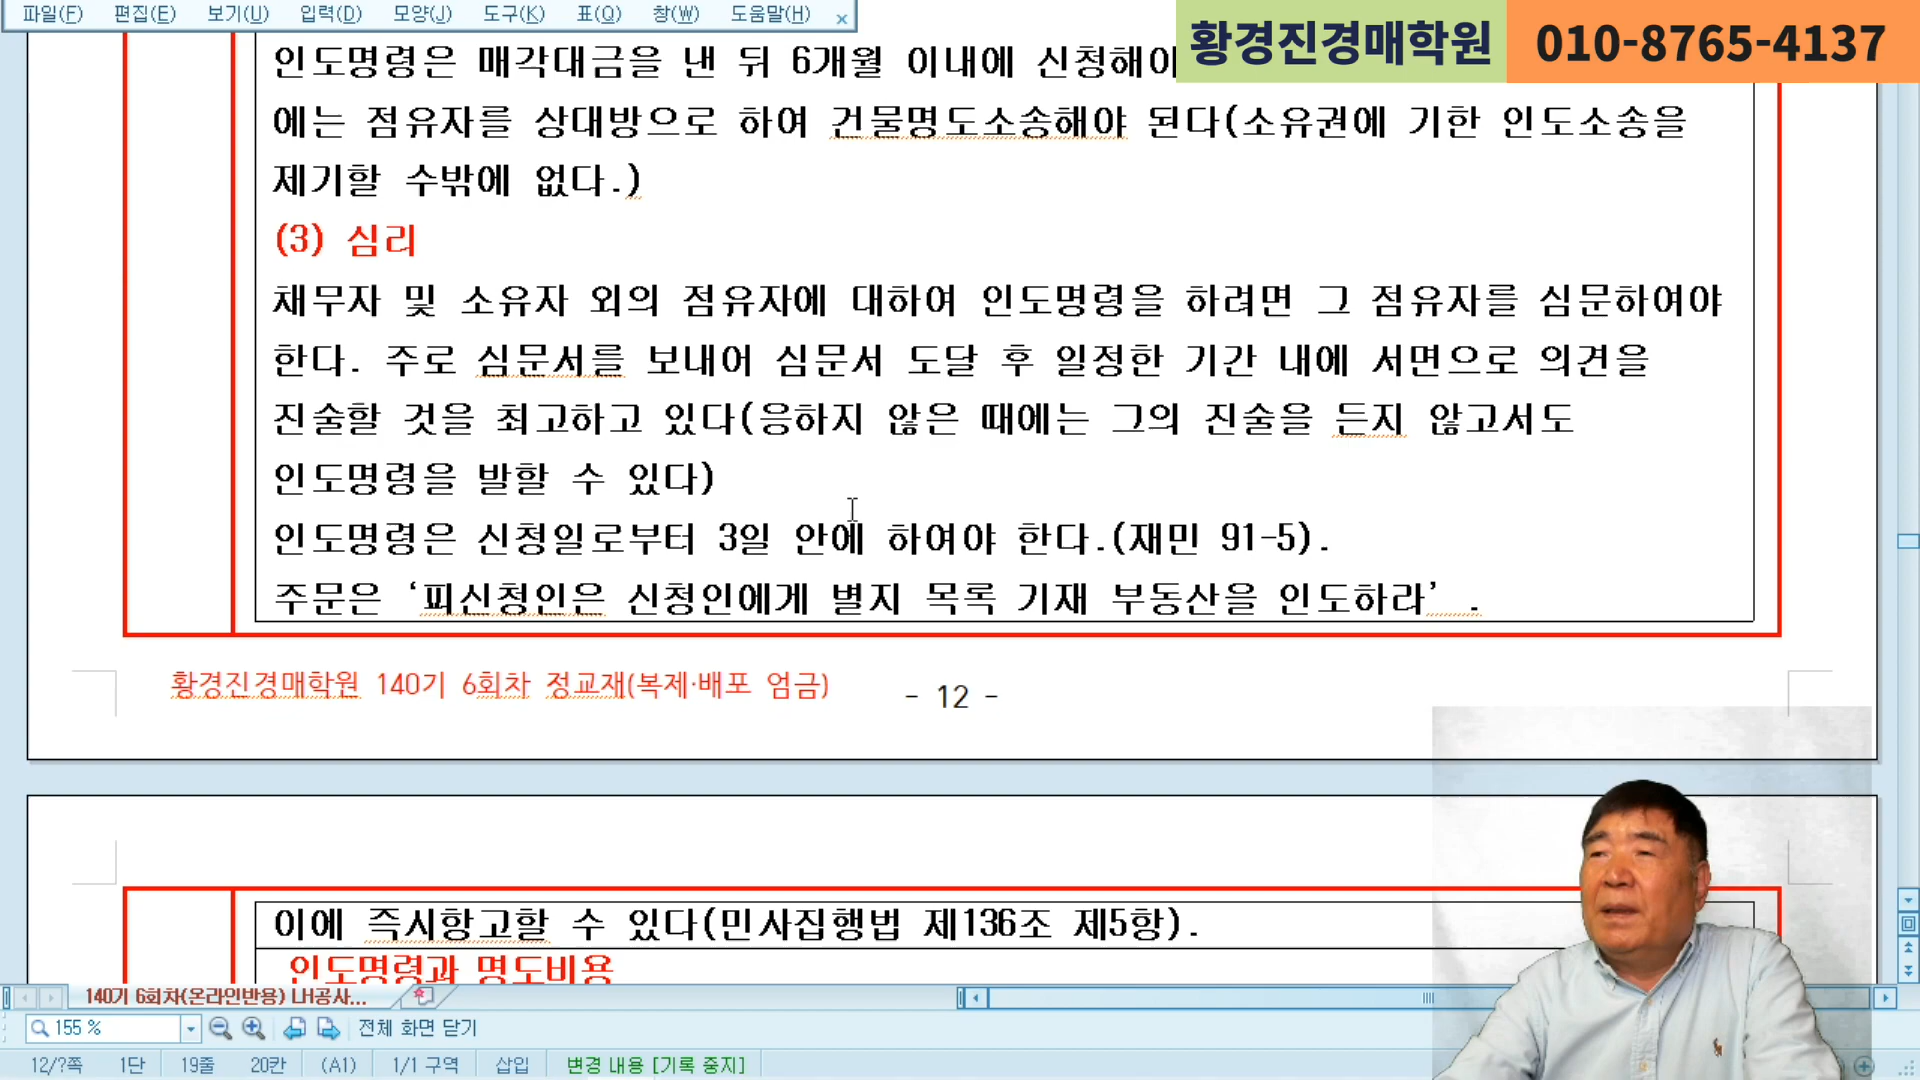 파일(F) 편집(E) 보기(U) 입력(D) 모양(J) 도구(K) 표(Q) 창(W) 도움말(H) x
황경진경매학원 010-8765-4137
인도명령은 매각대금을 낸 뒤 6개월 이내에 신청해야
에는 점유자를 상대방으로 하여 건물명도소송해야 된다(소유권에 기한 인도소송을
제기할 수밖에 없다.)
(3) 심리
채무자 및 소유자 외의 점유자에 대하여 인도명령을 하려면 그 점유자를 심문하여야
한다. 주로 심문서를 보내어 심문서 도달 후 일정한 기간 내에 서면으로 의견을
진술할 것을 최고하고 있다(응하지 않은 때에는 그의 진술을 든지 않고서도
인도명령을 발할 수 있다)
인도명령은 신청일로부터 3일 안에 하여야 한다.(재민 91-5).
주문은 ‘피신청인은 신청인에게 별지 목록 기재 부동산을 인도하라’ .
황경진경매학원 140기 6회차 정교재(복제·배포 엄금)
- 12 -
이에 즉시항고할 수 있다(민사집행법 제136조 제5항).
인도명령과 명도비용
140기 6회차(온라인반용) LH공사...
155 % 전체 화면 닫기
12/?쪽 1단 19줄 20칸 (A1) 1/1 구역 삽입 변경 내용 [기록 중지]